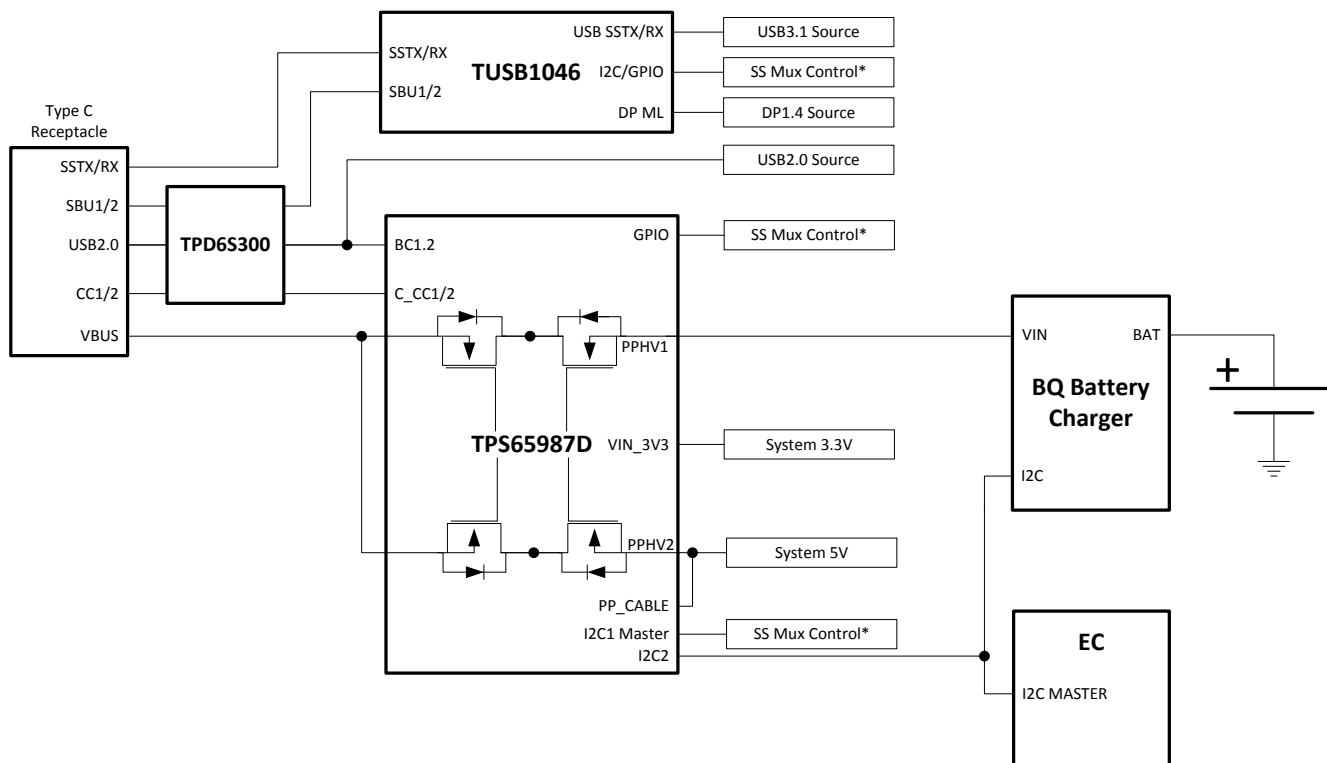 USB SSTX/RX
USB3.1 Source
SSTX/RX
TUSB1046
I2C/GPIO
SS Mux Control*
SBU1/2
DP ML
DP1.4 Source
Type C
Receptacle
USB2.0 Source
SSTX/RX
SBU1/2
USB2.0
CC1/2
VBUS
TPD6S300
BC1.2
GPIO
SS Mux Control*
C_CC1/2
PPHV1
TPS65987D
VIN_3V3
System 3.3V
PPHV2
System 5V
PP_CABLE
I2C1 Master
SS Mux Control*
I2C2
VIN
BAT
BQ Battery
Charger
I2C
+
EC
I2C MASTER